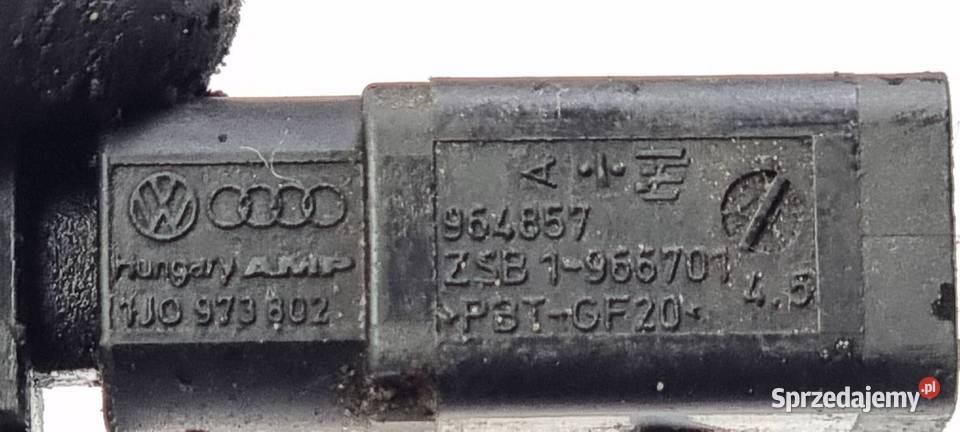 Hungary AMP
1J0 973 802
A
964857
ZSB 1-966701
4.5
>PBT-GF20<
Sprzedajemy.pl